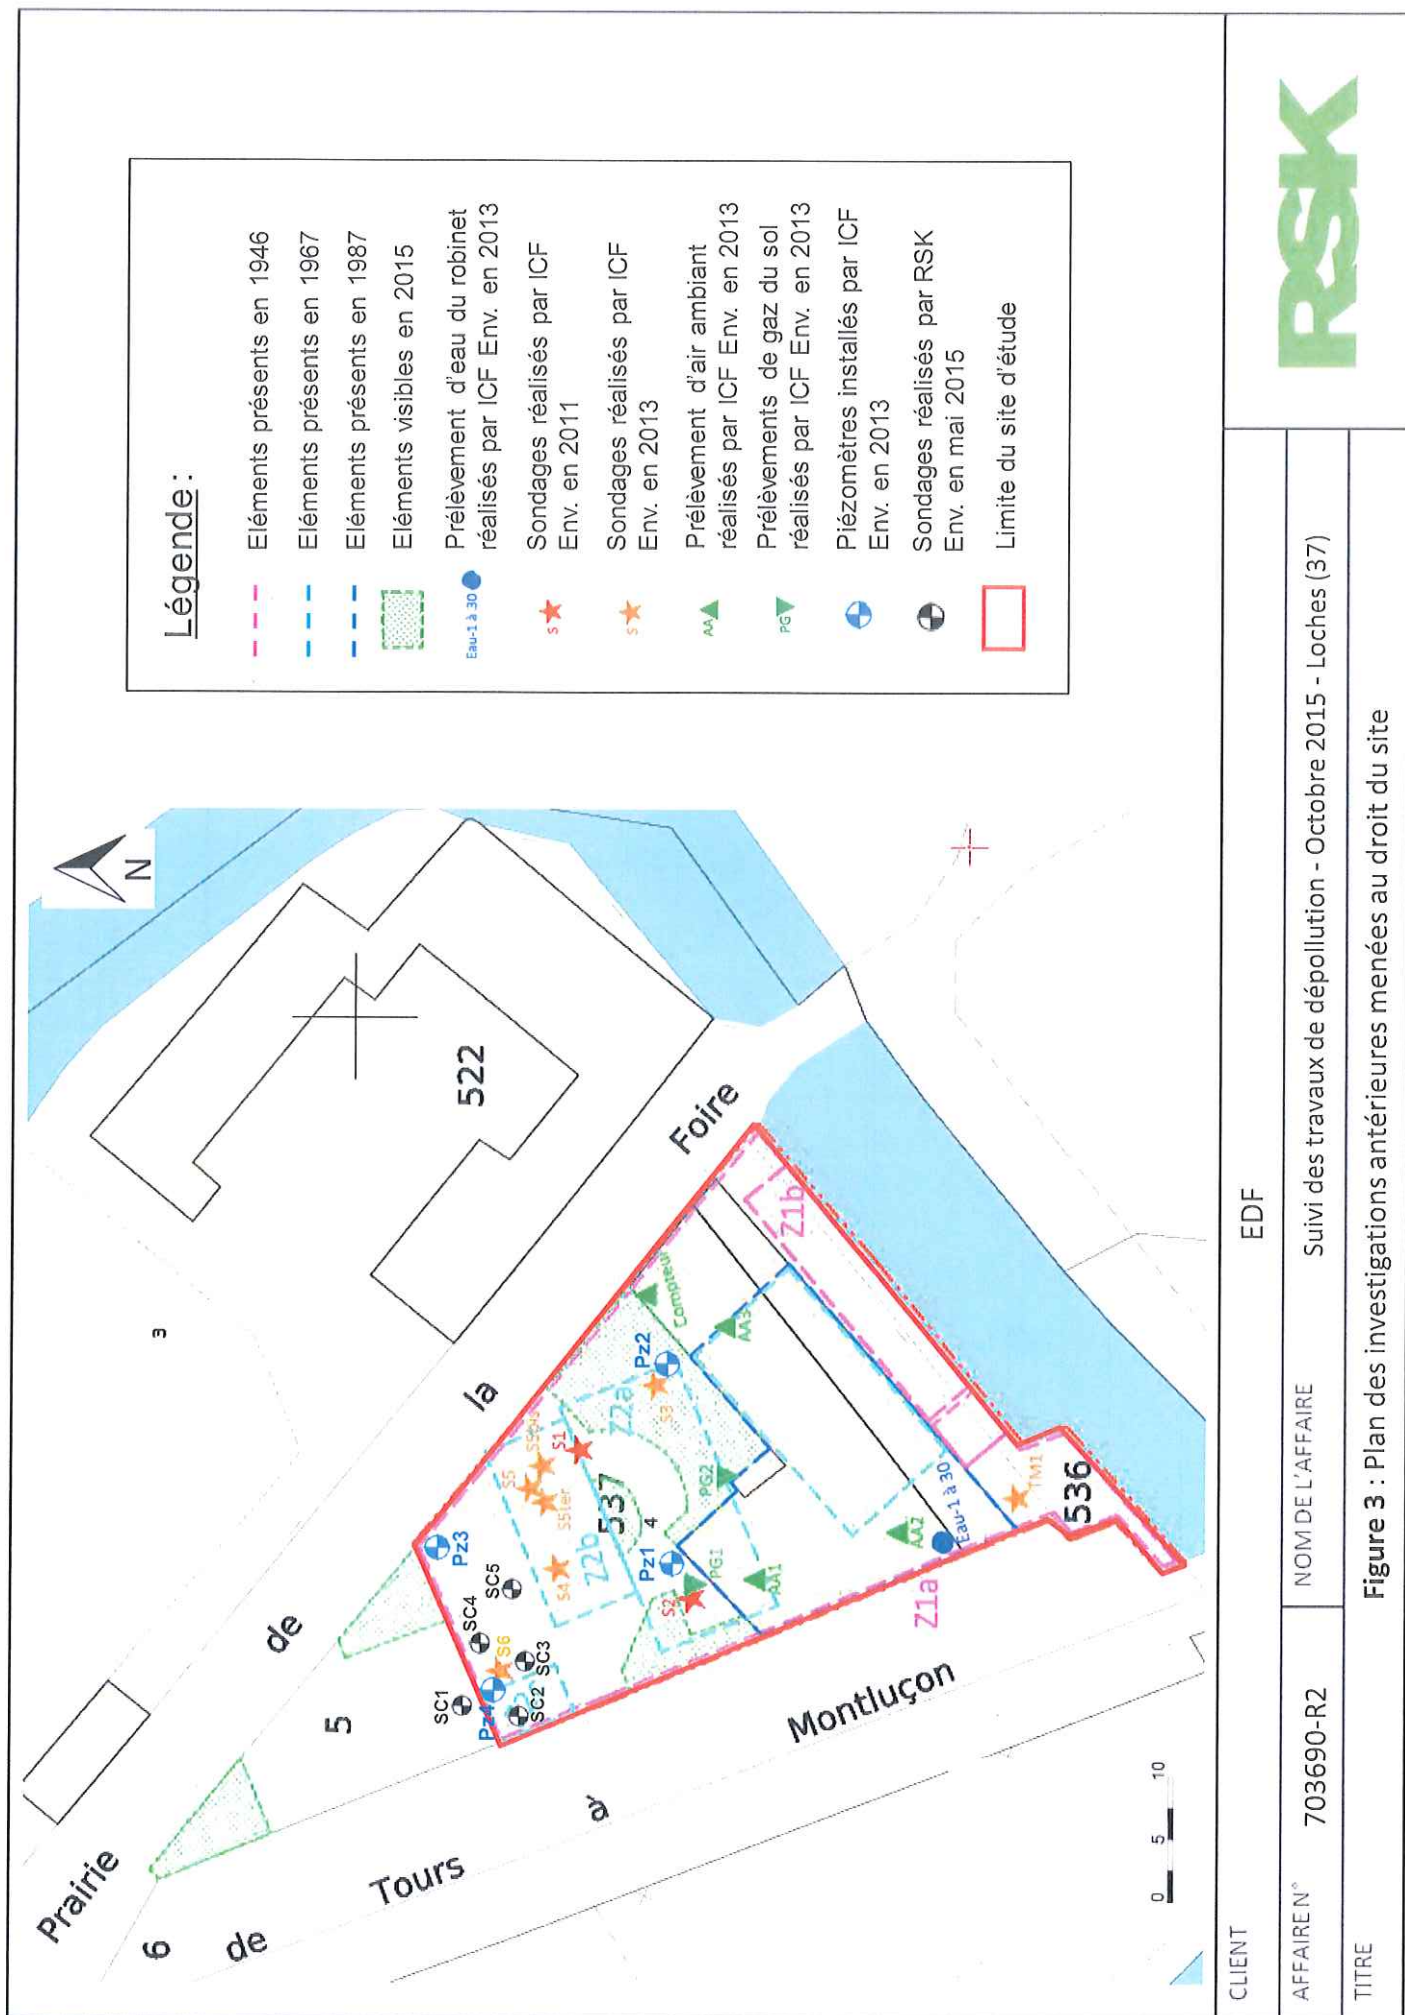 Prairie
de
la
Foire
6
de
Tours
à
Montluçon
5
3
522
N
SC1
SC4
SC5
Pz3
Pz4
S6
SC2
SC3
S4
S5
S5bis
S5ter
S1
Z2b
Z2a
537
4
Pz1
Pz2
S3
S2
PG1
PG2
Compteur
AA1
AA2
AA3
Eau-1 à 30
Z1a
Z1b
TM1
536
0 5 10
Légende :
Eléments présents en 1946
Eléments présents en 1967
Eléments présents en 1987
Eléments visibles en 2015
Eau-1 à 30
Prélèvement d'eau du robinet
réalisés par ICF Env. en 2013
S
Sondages réalisés par ICF
Env. en 2011
S
Sondages réalisés par ICF
Env. en 2013
AA
Prélèvement d'air ambiant
réalisés par ICF Env. en 2013
PG
Prélèvements de gaz du sol
réalisés par ICF Env. en 2013
Piézomètres installés par ICF
Env. en 2013
Sondages réalisés par RSK
Env. en mai 2015
Limite du site d'étude
CLIENT
EDF
AFFAIRE N°
703690-R2
NOM DE L'AFFAIRE
Suivi des travaux de dépollution - Octobre 2015 - Loches (37)
TITRE
Figure 3 : Plan des investigations antérieures menées au droit du site
RSK